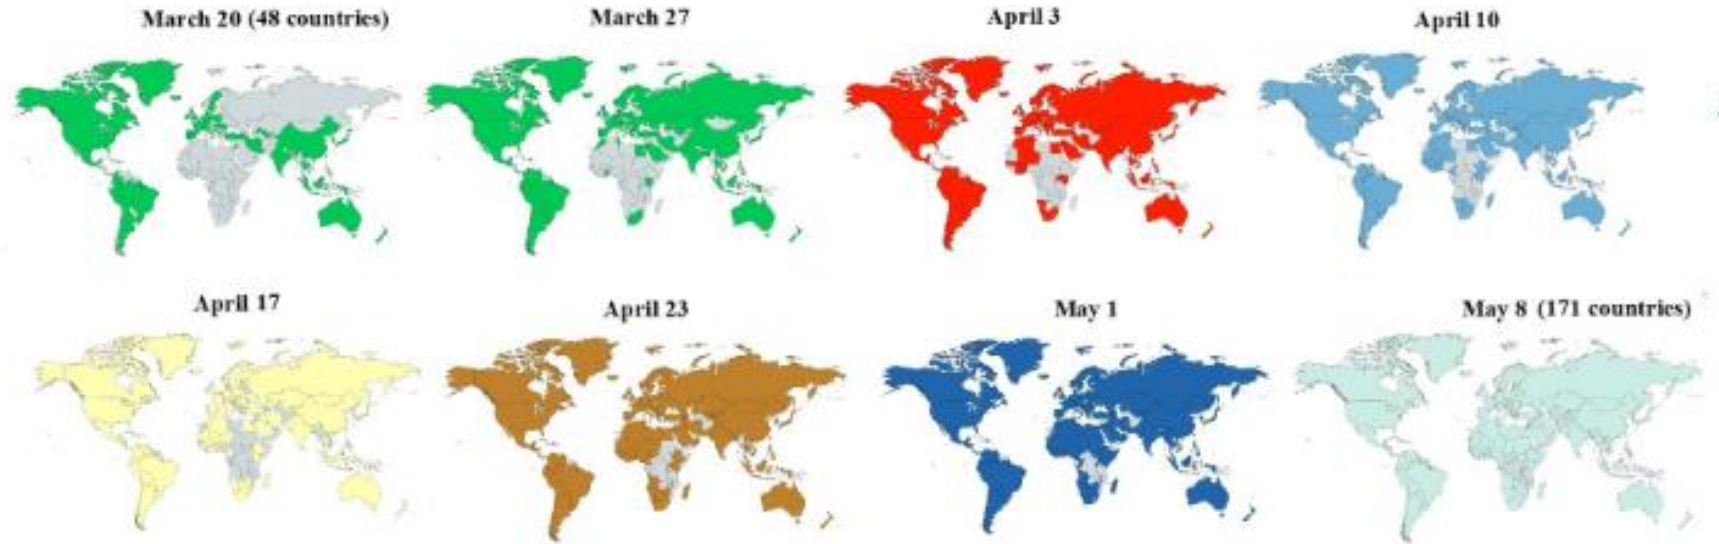 March 20 (48 countries)
March 27
April 3
April 10
April 17
April 23
May 1
May 8 (171 countries)